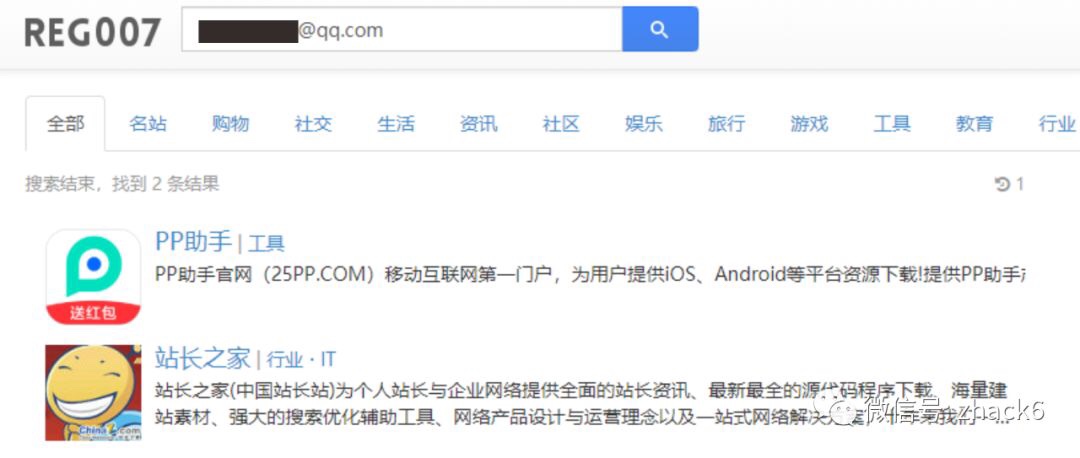 REG007
@qq.com
全部 名站 购物 社交 生活 资讯 社区 娱乐 旅行 游戏 工具 教育 行业
搜索结束，找到 2 条结果 1
PP助手 | 工具
PP助手官网（25PP.COM）移动互联网第一门户，为用户提供iOS、Android等平台资源下载!提供PP助手
送红包
站长之家 | 行业 · IT
站长之家(中国站长站)为个人站长与企业网络提供全面的站长资讯、最新最全的源代码程序下载、海量建
站素材、强大的搜索优化辅助工具、网络产品设计与运营理念以及一站式网络解决方案，
China .com
微信号: zhack6